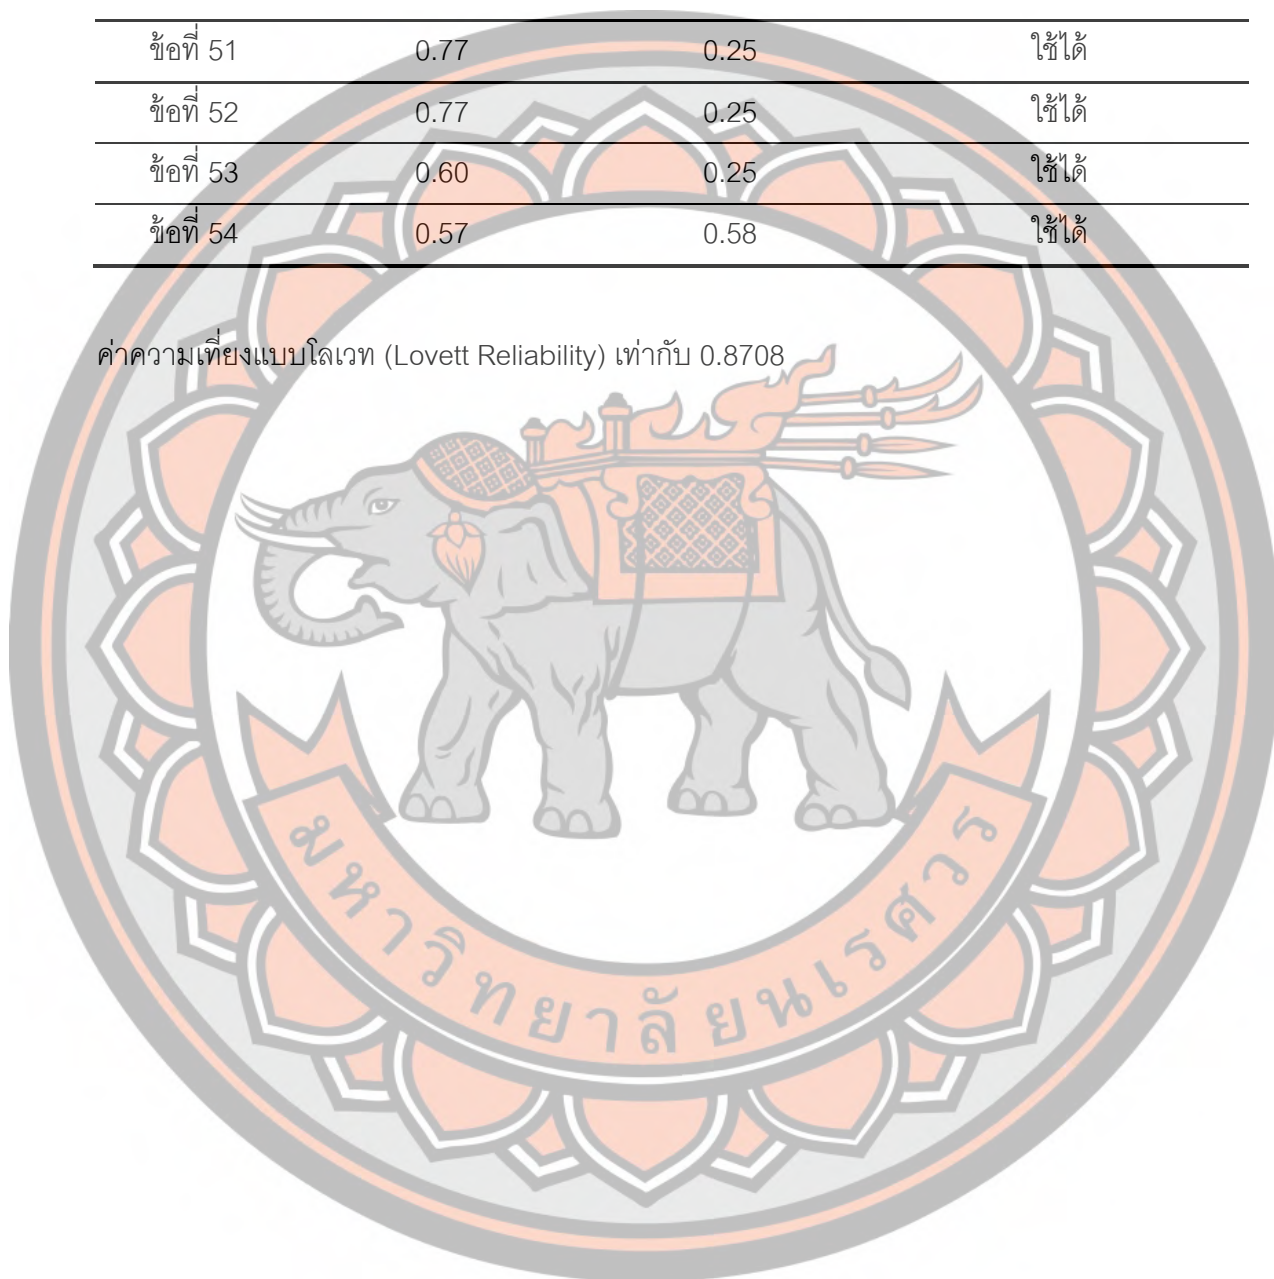 ข้อที่ 51 0.77 0.25 ใช้ได้
ข้อที่ 52 0.77 0.25 ใช้ได้
ข้อที่ 53 0.60 0.25 ใช้ได้
ข้อที่ 54 0.57 0.58 ใช้ได้
ค่าความเที่ยงแบบโลเวท (Lovett Reliability) เท่ากับ 0.8708
มหาวิทยาลัยนเรศวร